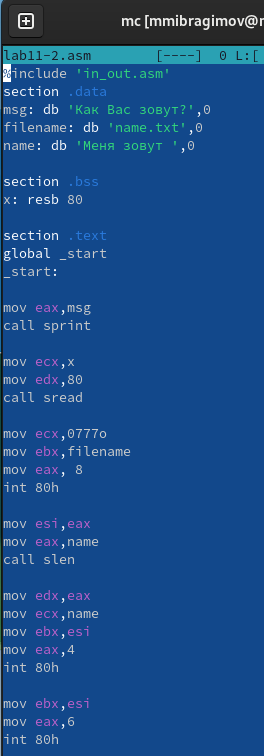 mc [mmibragimov@
lab11-2.asm [----] 0 L:[
%include 'in_out.asm'
section .data
msg: db 'Как Вас зовут?',0
filename: db 'name.txt',0
name: db 'Меня зовут ',0
section .bss
x: resb 80
section .text
global _start
_start:
mov eax,msg
call sprint
mov ecx,x
mov edx,80
call sread
mov ecx,0777o
mov ebx,filename
mov eax, 8
int 80h
mov esi,eax
mov eax,name
call slen
mov edx,eax
mov ecx,name
mov ebx,esi
mov eax,4
int 80h
mov ebx,esi
mov eax,6
int 80h